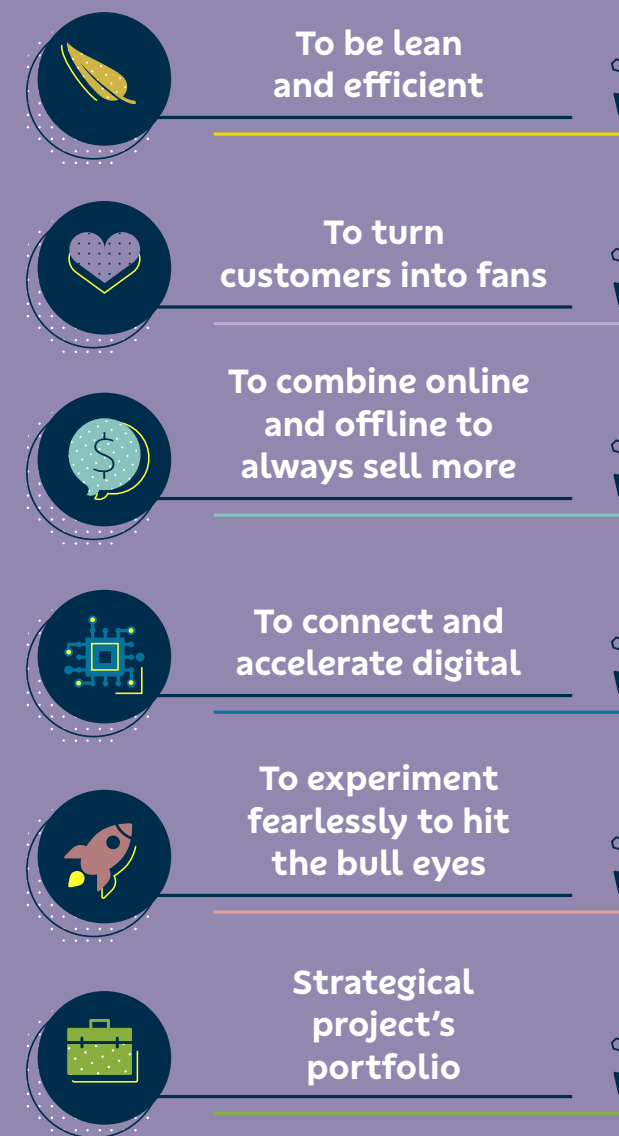 To be lean
and efficient
To turn
customers into fans
To combine online
and offline to
always sell more
$
To connect and
accelerate digital
To experiment
fearlessly to hit
the bull eyes
Strategical
project’s
portfolio